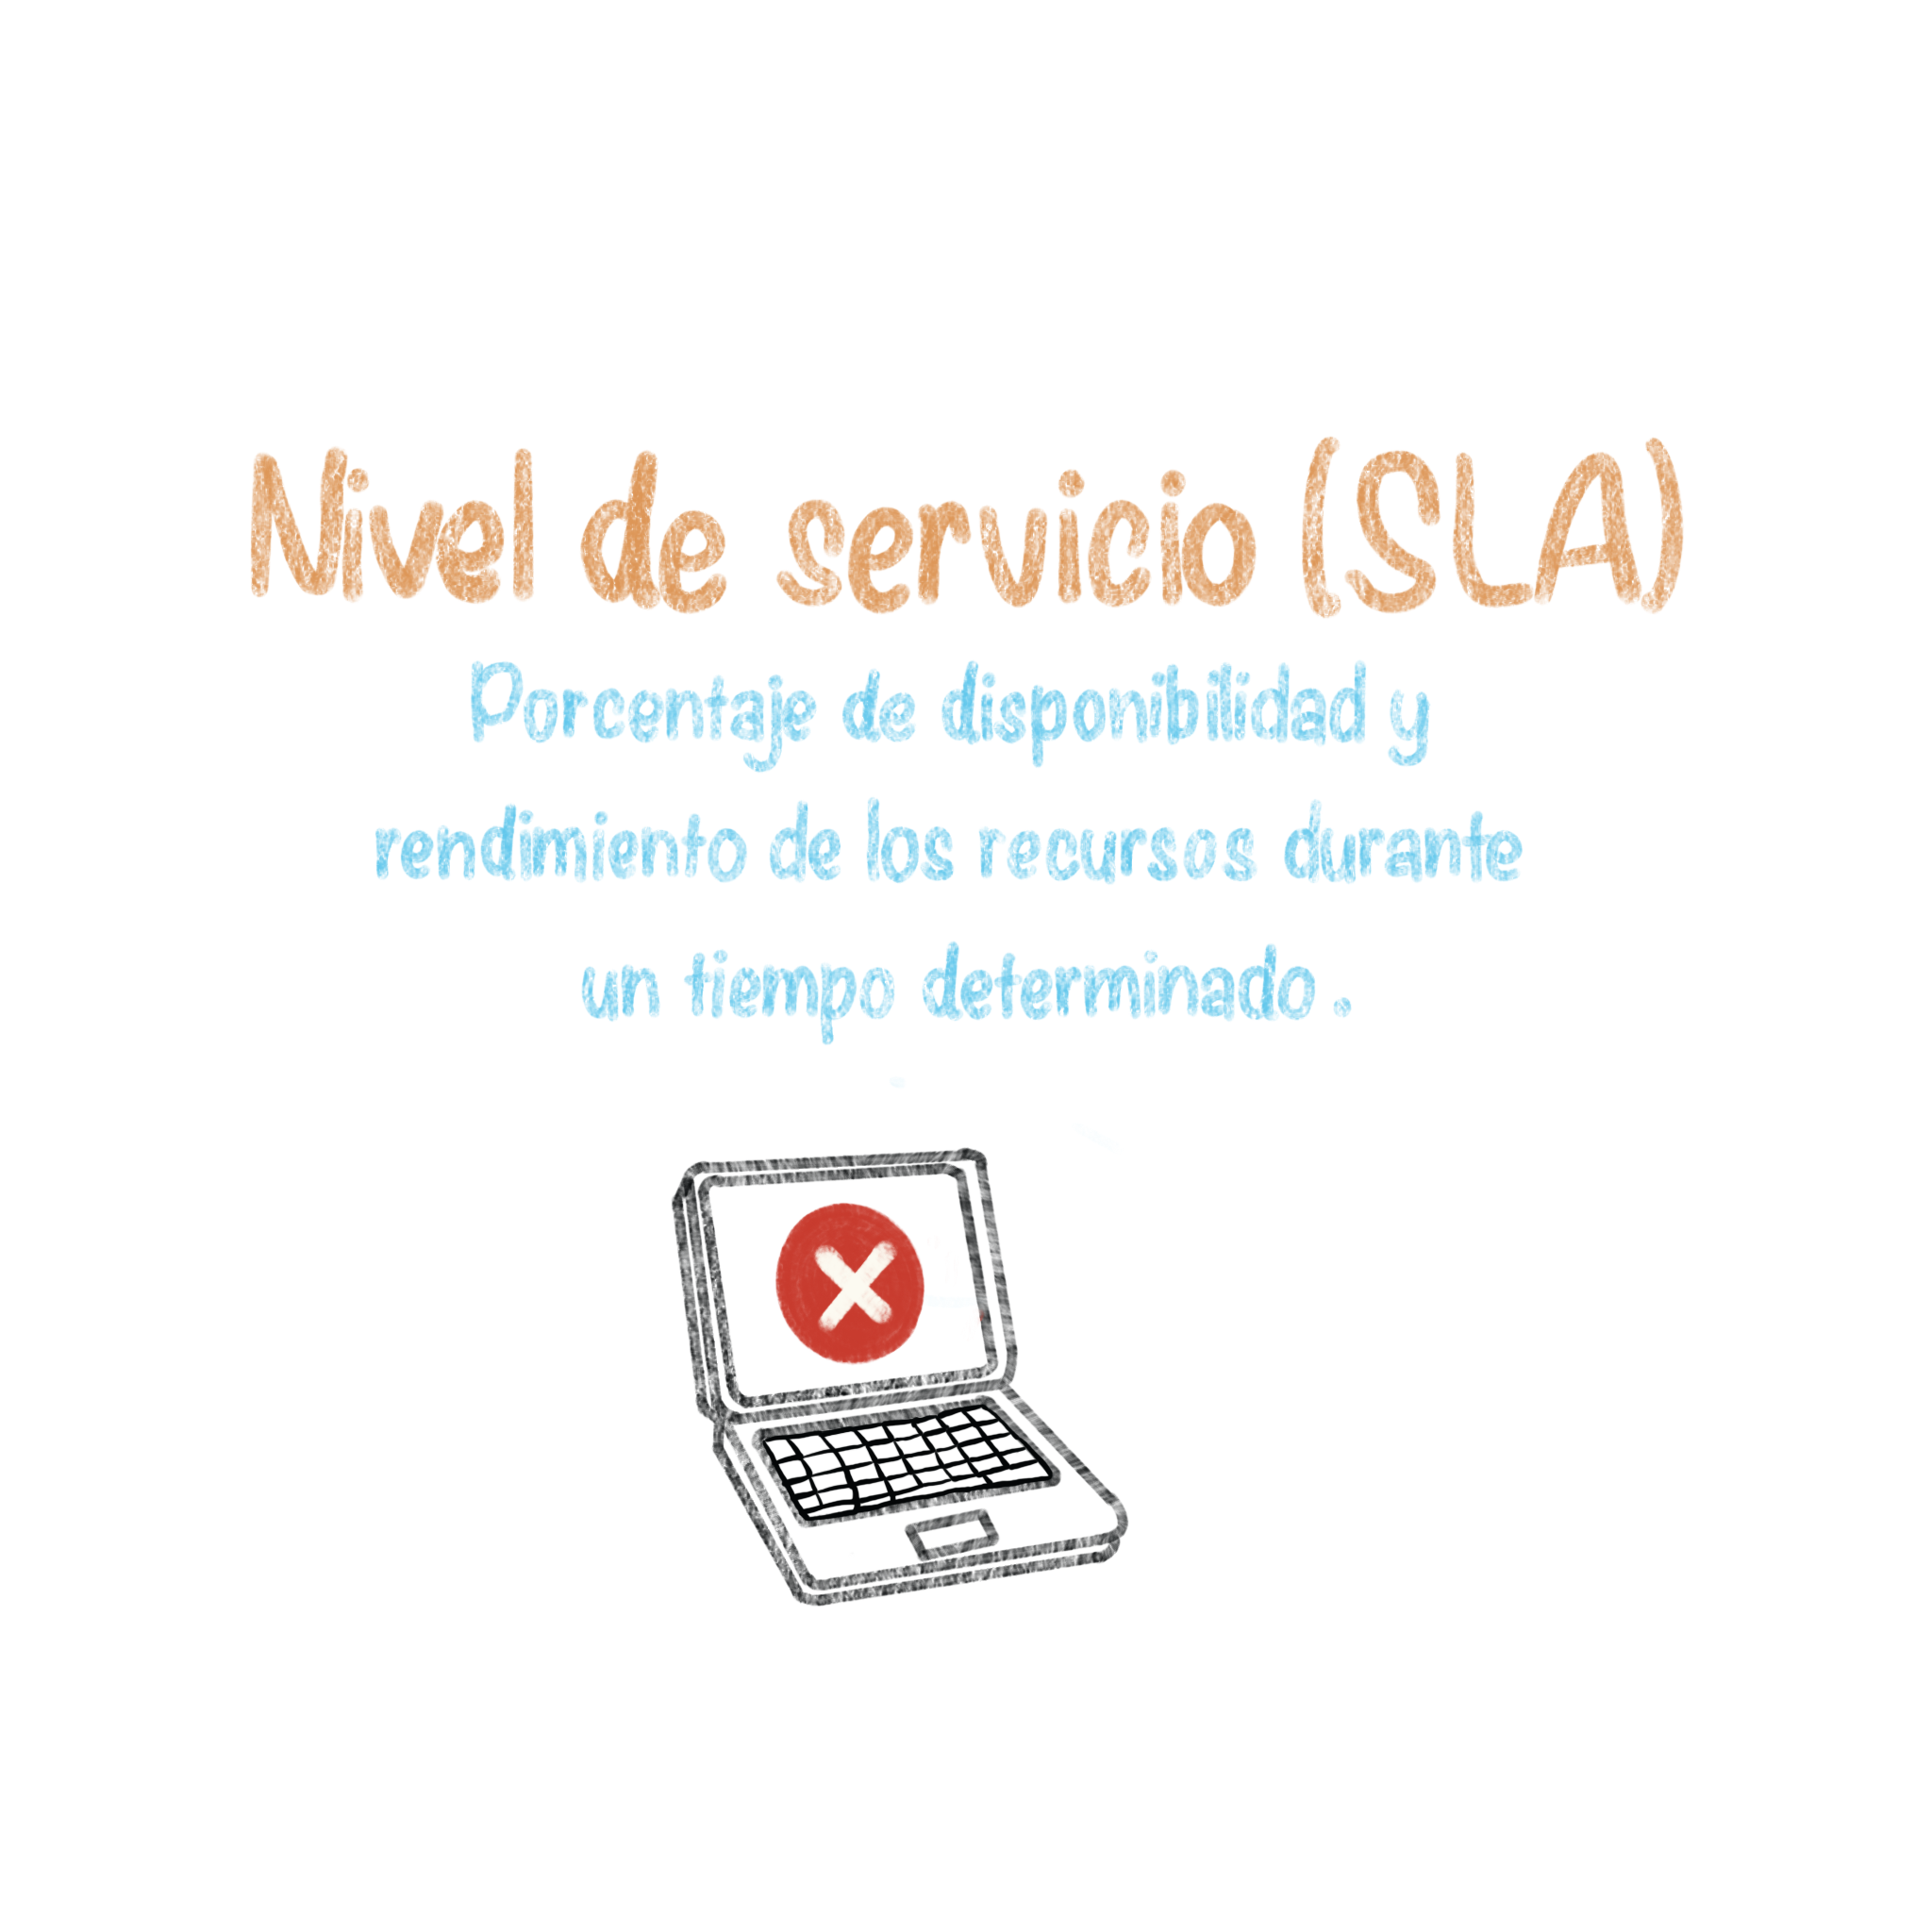 Nivel de servicio (SLA)
Porcentaje de disponibilidad y
rendimiento de los recursos durante
un tiempo determinado.